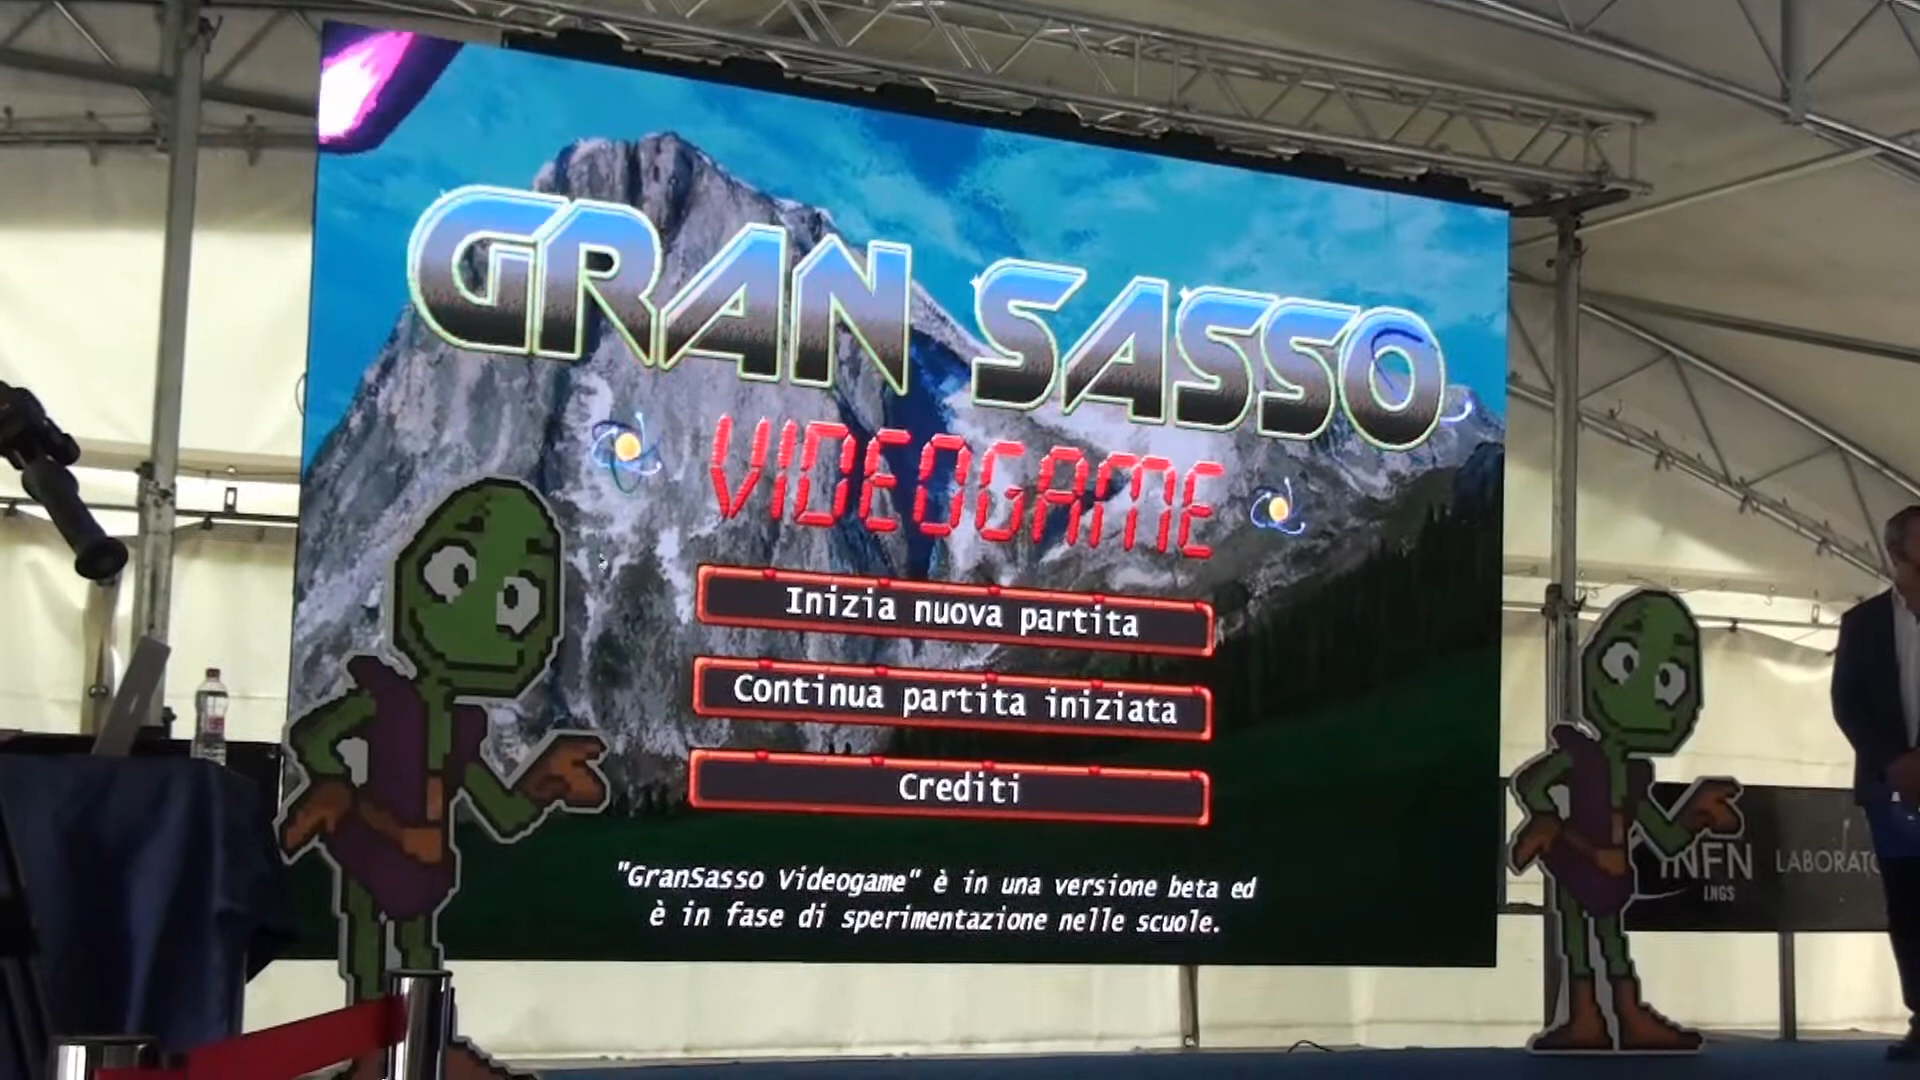 GRAN SASSO
VIDEOGAME
Inizia nuova partita
Continua partita iniziata
Crediti
"GranSasso Videogame" è in una versione beta ed
è in fase di sperimentazione nelle scuole.
INFN
LNGS